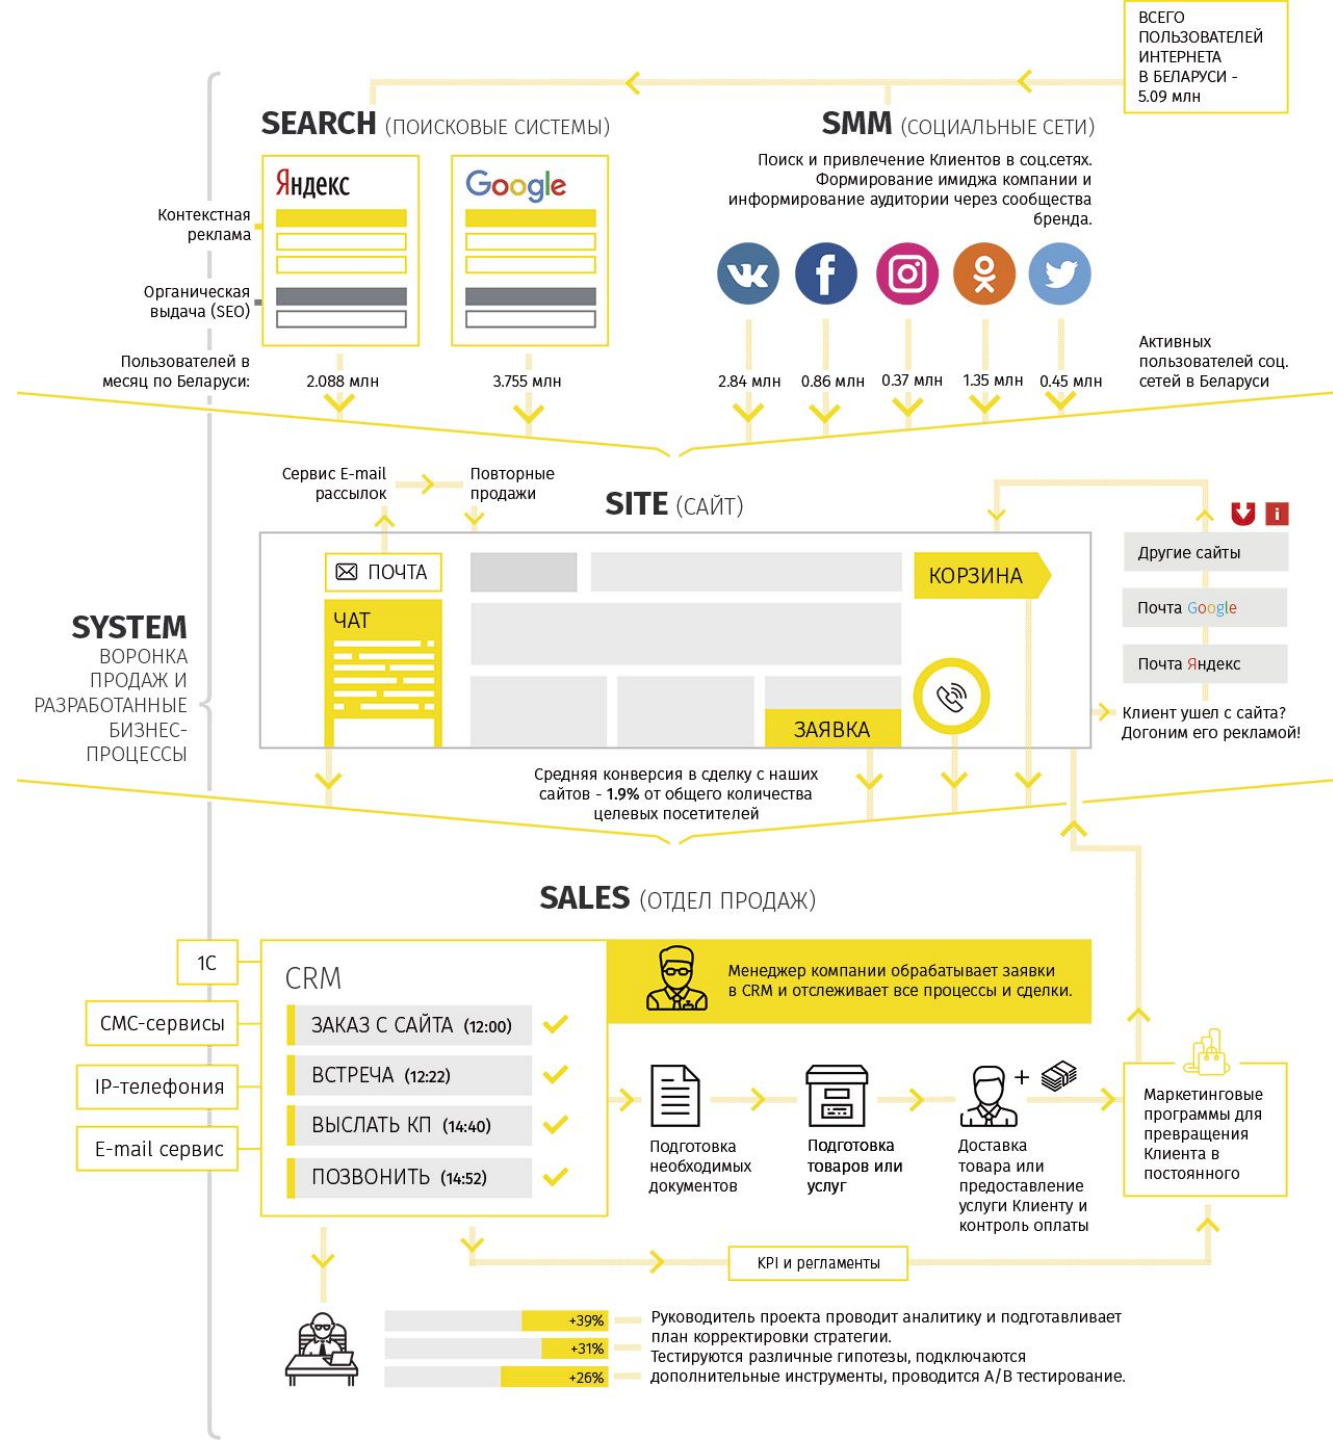 ВСЕГО
ПОЛЬЗОВАТЕЛЕЙ
ИНТЕРНЕТА
В БЕЛАРУСИ -
5.09 млн
SEARCH (ПОИСКОВЫЕ СИСТЕМЫ)
Яндекс
Google
Контекстная
реклама
Органическая
выдача (SEO)
Пользователей в
месяц по Беларуси:
2.088 млн
3.755 млн
SMM (СОЦИАЛЬНЫЕ СЕТИ)
Поиск и привлечение Клиентов в соц.сетях.
Формирование имиджа компании и
информирование аудитории через сообщества
бренда.
2.84 млн
0.86 млн
0.37 млн
1.35 млн
0.45 млн
Активных
пользователей соц.
сетей в Беларуси
Сервис E-mail
рассылок
Повторные
продажи
SITE (САЙТ)
ПОЧТА
ЧАТ
КОРЗИНА
ЗАЯВКА
Другие сайты
Почта Google
Почта Яндекс
Клиент ушел с сайта?
Догоним его рекламой!
SYSTEM
ВОРОНКА
ПРОДАЖ И
РАЗРАБОТАННЫЕ
БИЗНЕС-
ПРОЦЕССЫ
Средняя конверсия в сделку с наших
сайтов - 1.9% от общего количества
целевых посетителей
SALES (ОТДЕЛ ПРОДАЖ)
1С
СМС-сервисы
IP-телефония
E-mail сервис
CRM
ЗАКАЗ С САЙТА (12:00)
ВСТРЕЧА (12:22)
ВЫСЛАТЬ КП (14:40)
ПОЗВОНИТЬ (14:52)
Менеджер компании обрабатывает заявки
в CRM и отслеживает все процессы и сделки.
Подготовка
необходимых
документов
Подготовка
товаров или
услуг
+
Доставка
товара или
предоставление
услуги Клиенту и
контроль оплаты
Маркетинговые
программы для
превращения
Клиента в
постоянного
KPI и регламенты
+39%
+31%
+26%
Руководитель проекта проводит аналитику и подготавливает
план корректировки стратегии.
Тестируются различные гипотезы, подключаются
дополнительные инструменты, проводится A/B тестирование.